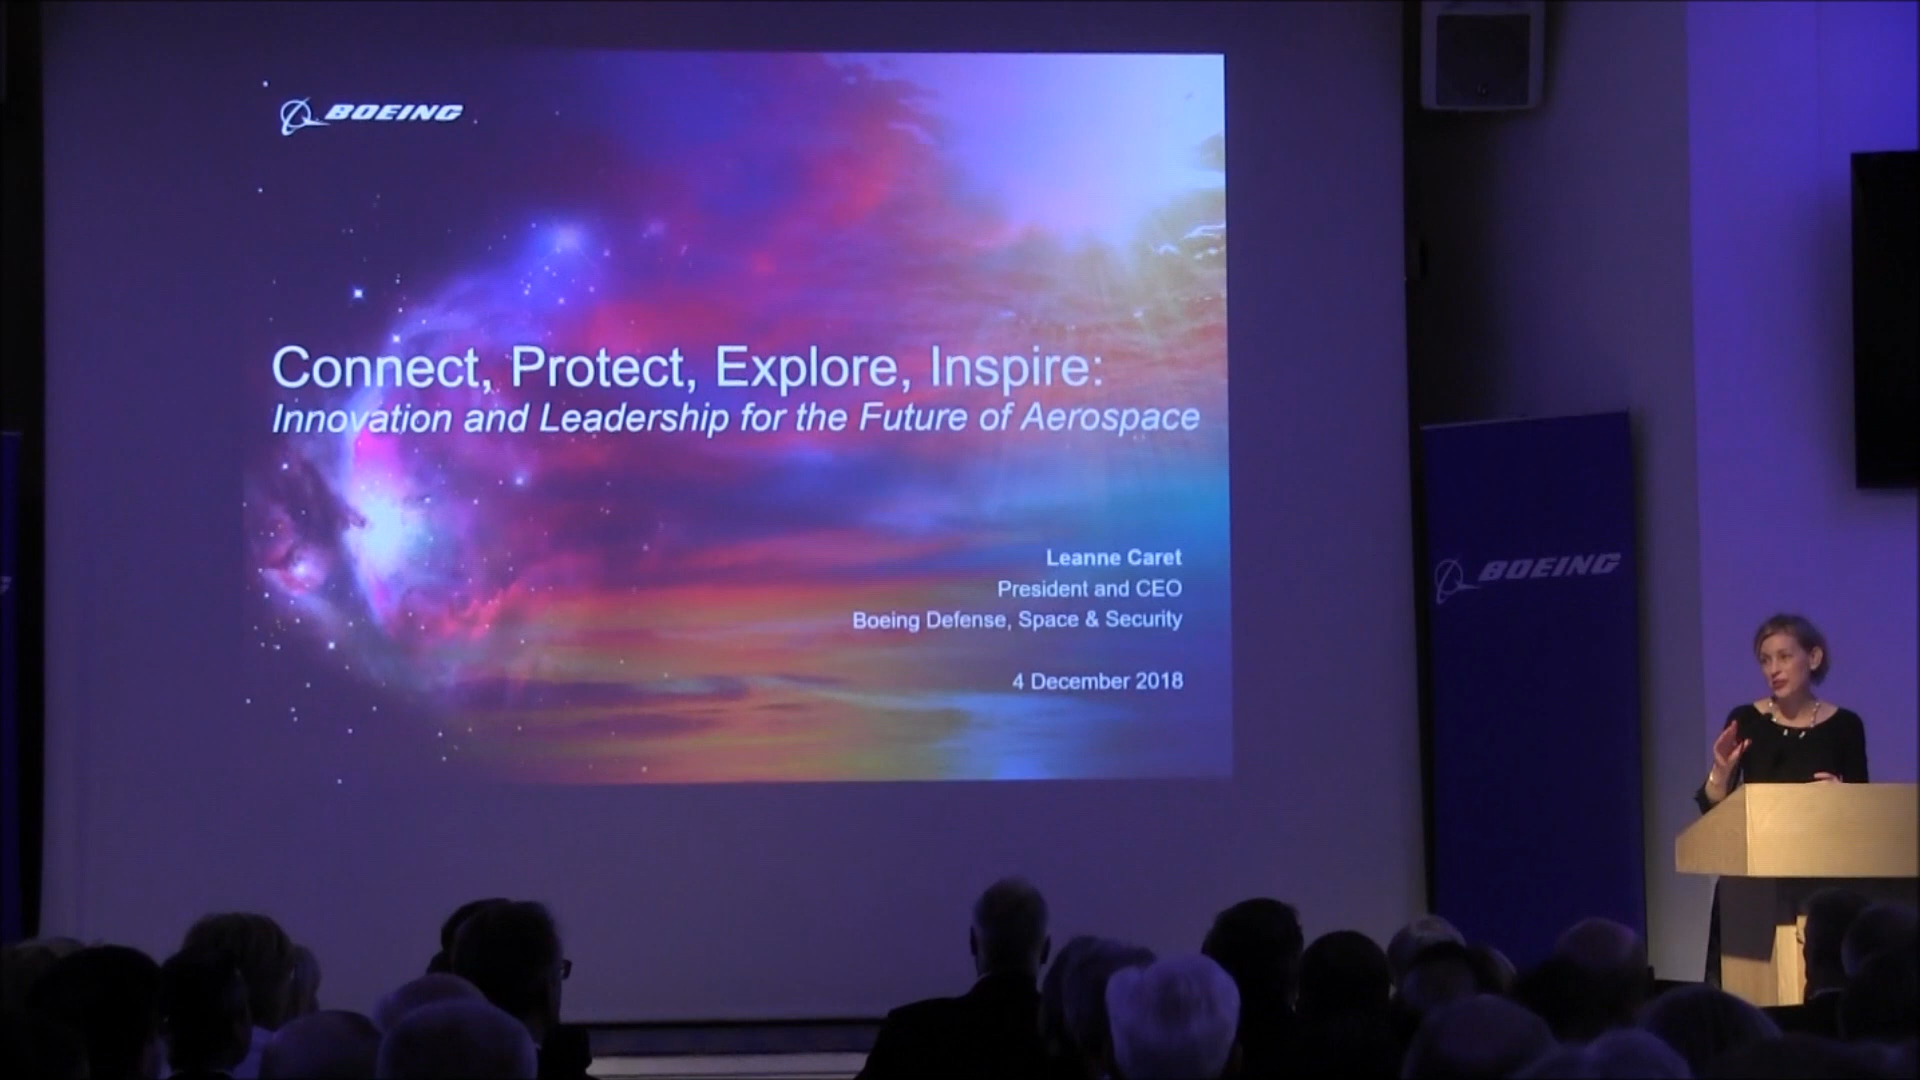 BOEING
Connect, Protect, Explore, Inspire:
Innovation and Leadership for the Future of Aerospace
Leanne Caret
President and CEO
Boeing Defense, Space & Security
4 December 2018
BOEING